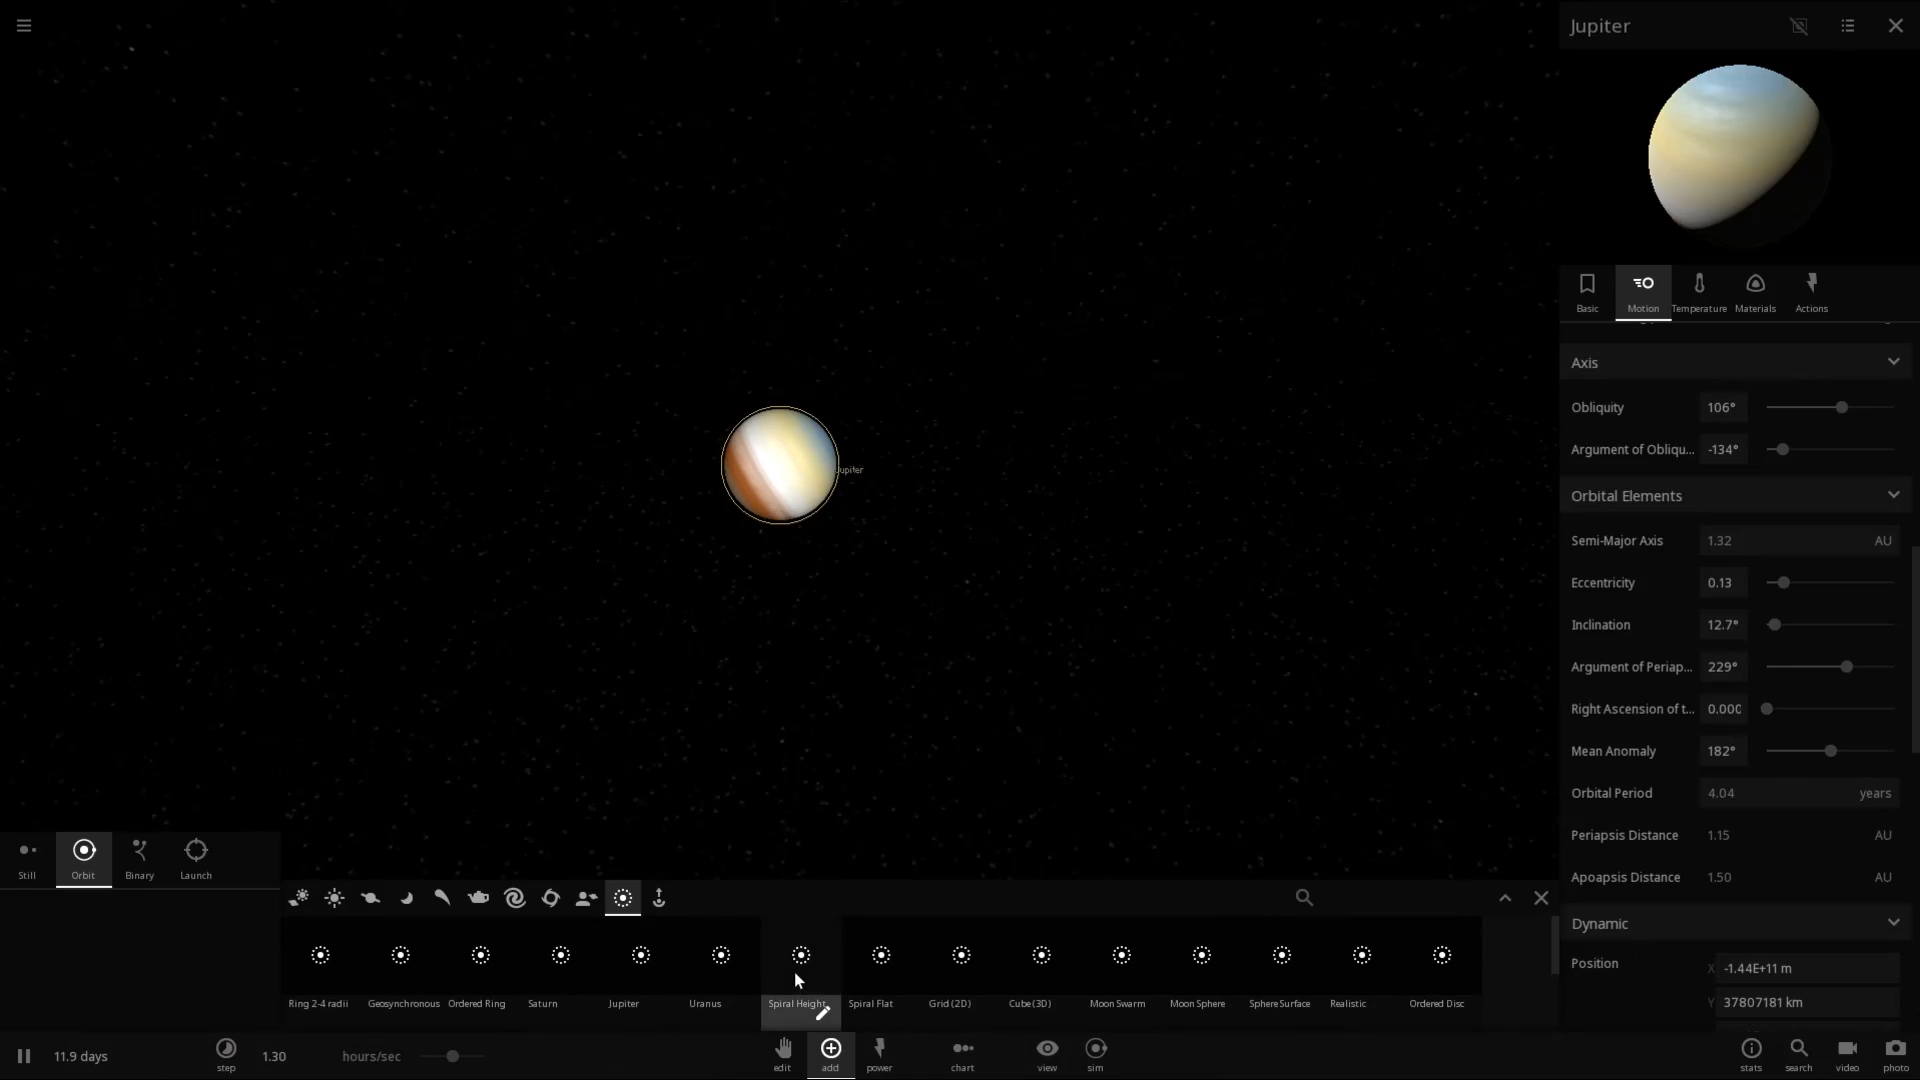 Jupiter
Basic
Motion
Temperature
Materials
Actions
Axis
Obliquity 106°
Argument of Obliqu... -134°
Orbital Elements
Semi-Major Axis 1.32 AU
Eccentricity 0.13
Inclination 12.7°
Argument of Periap... 229°
Right Ascension of t... 0.000
Mean Anomaly 182°
Orbital Period 4.04 years
Periapsis Distance 1.15 AU
Apoapsis Distance 1.50 AU
Dynamic
Position X -1.44E+11 m
Y 37807181 km
Jupiter
Still
Orbit
Binary
Launch
Ring 2-4 radii
Geosynchronous
Ordered Ring
Saturn
Jupiter
Uranus
Spiral Height
Spiral Flat
Grid (2D)
Cube (3D)
Moon Swarm
Moon Sphere
Sphere Surface
Realistic
Ordered Disc
11.9 days
step
1.30 hours/sec
edit
add
power
chart
view
sim
stats
search
video
photo